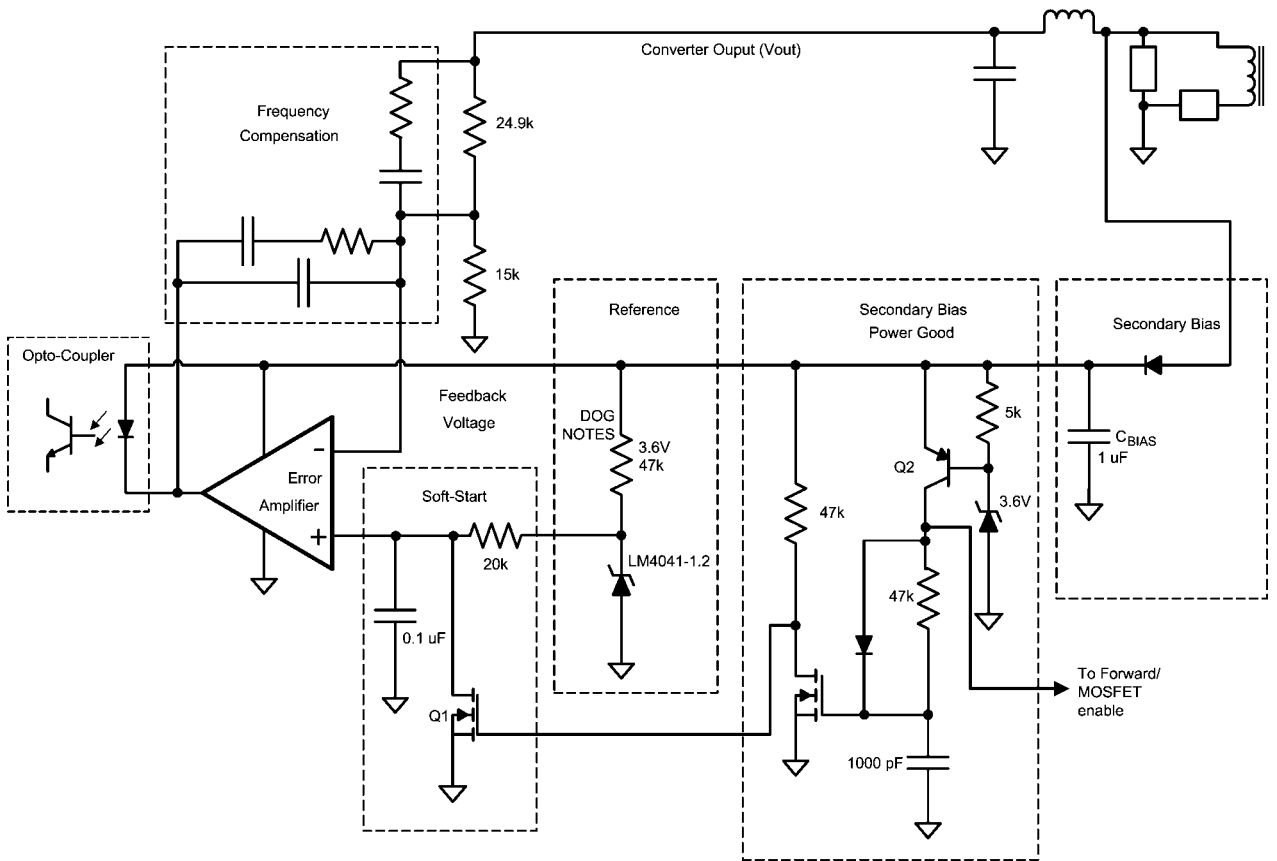 Converter Ouput (Vout)
Frequency
Compensation
24.9k
15k
Reference
Secondary Bias
Power Good
Secondary Bias
Opto-Coupler
Feedback
Voltage
DOG
NOTES
3.6V
47k
5k
CBIAS
1 uF
Q2
3.6V
Error
Amplifier
-
+
Soft-Start
20k
47k
LM4041-1.2
47k
0.1 uF
Q1
To Forward/
MOSFET
enable
1000 pF